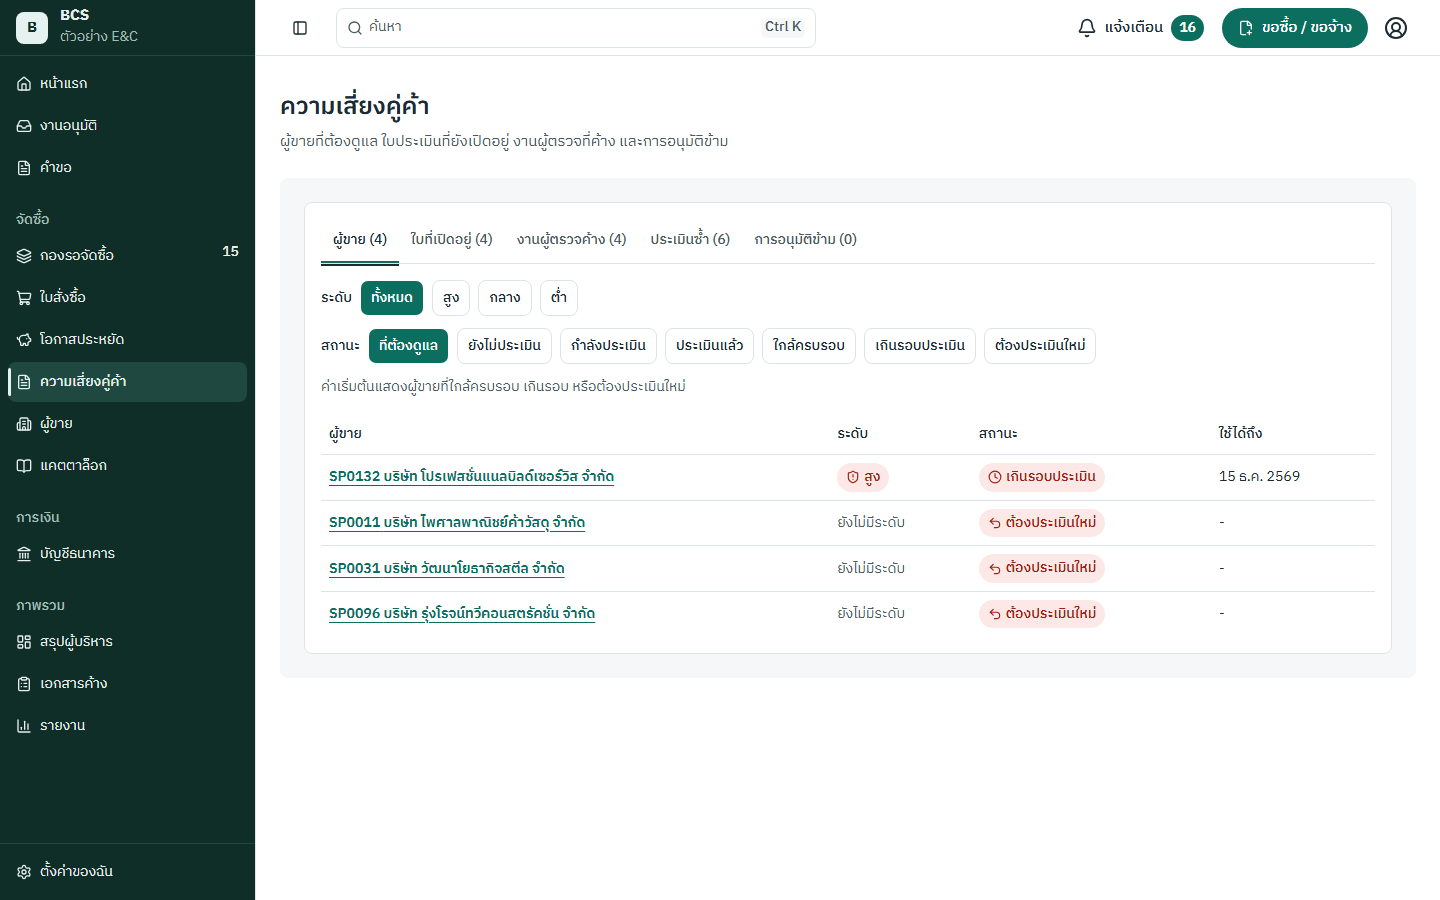 BCS
ตัวอย่าง E&C
ค้นหา
Ctrl K
แจ้งเตือน 16
ขอซื้อ / ขอจ้าง
หน้าแรก
งานอนุมัติ
คำขอ
จัดซื้อ
กองรอจัดซื้อ 15
ใบสั่งซื้อ
โอกาสประหยัด
ความเสี่ยงคู่ค้า
ผู้ขาย
แคตตาล็อก
การเงิน
บัญชีธนาคาร
ภาพรวม
สรุปผู้บริหาร
เอกสารค้าง
รายงาน
ตั้งค่าของฉัน
ความเสี่ยงคู่ค้า
ผู้ขายที่ต้องดูแล ใบประเมินที่ยังเปิดอยู่ งานผู้ตรวจที่ค้าง และการอนุมัติข้าม
ผู้ขาย (4) ใบที่เปิดอยู่ (4) งานผู้ตรวจค้าง (4) ประเมินซ้ำ (6) การอนุมัติข้าม (0)
ระดับ ทั้งหมด สูง กลาง ต่ำ
สถานะ ที่ต้องดูแล ยังไม่ประเมิน กำลังประเมิน ประเมินแล้ว ใกล้ครบรอบ เกินรอบประเมิน ต้องประเมินใหม่
ค่าเริ่มต้นแสดงผู้ขายที่ใกล้ครบรอบ เกินรอบ หรือต้องประเมินใหม่
ผู้ขาย ระดับ สถานะ ใช้ได้ถึง
SP0132 บริษัท โปรเฟสชั่นแนลบิลด์เซอร์วิส จำกัด สูง เกินรอบประเมิน 15 ธ.ค. 2569
SP0011 บริษัท ไพศาลพาณิชย์ค้าวัสดุ จำกัด ยังไม่มีระดับ ต้องประเมินใหม่ -
SP0031 บริษัท วัฒนาโยธากิจสตีล จำกัด ยังไม่มีระดับ ต้องประเมินใหม่ -
SP0096 บริษัท รุ่งโรจน์ทวีคอนสตรัคชั่น จำกัด ยังไม่มีระดับ ต้องประเมินใหม่ -